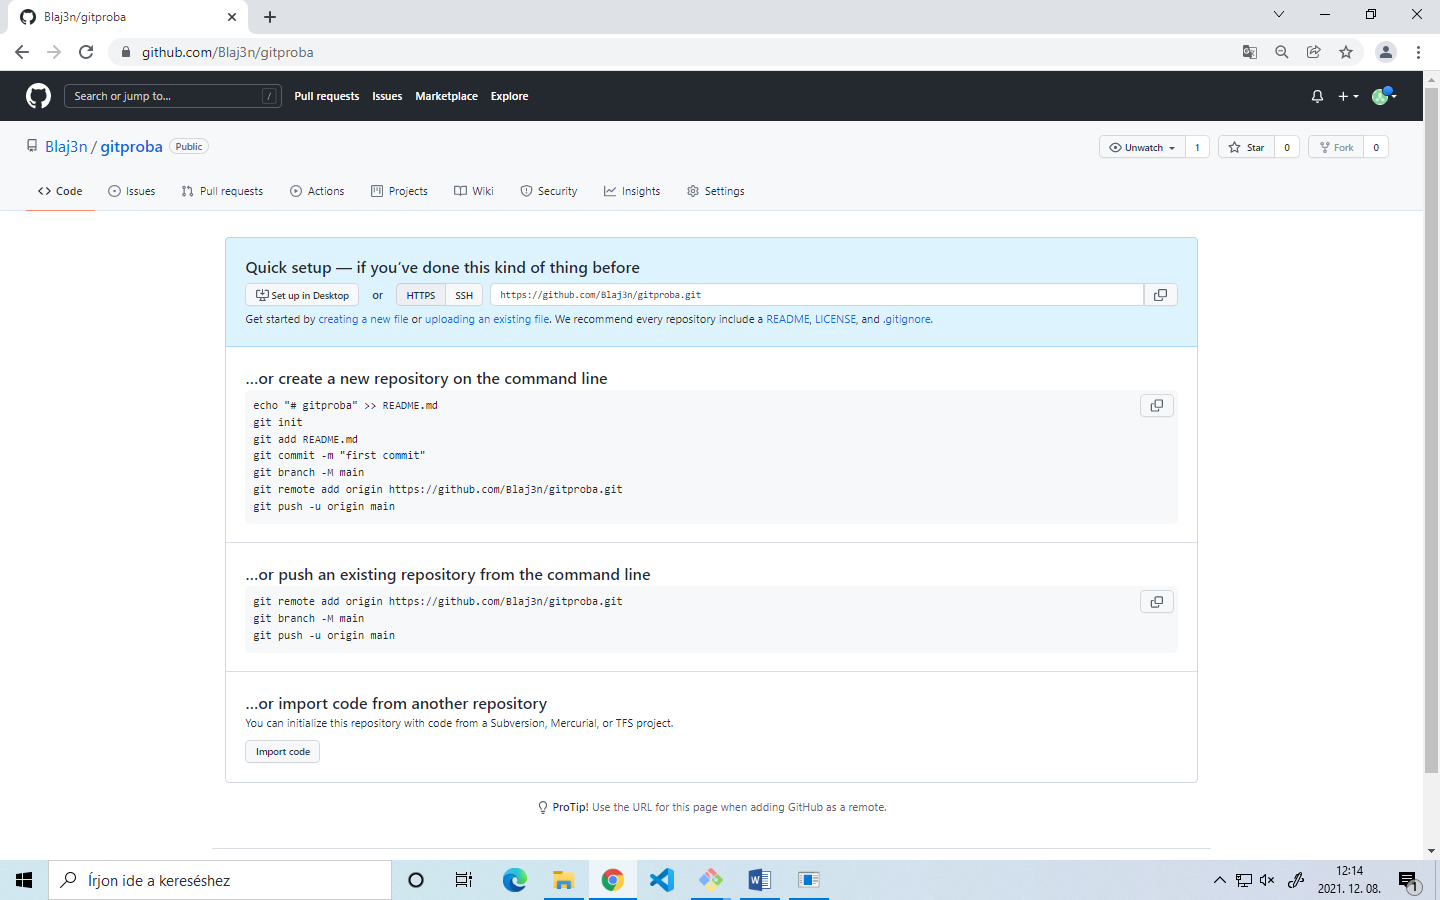 Blaj3n/gitproba
github.com/Blaj3n/gitproba
Search or jump to... /
Pull requests Issues Marketplace Explore
Blaj3n / gitproba Public
Unwatch 1 Star 0 Fork 0
Code Issues Pull requests Actions Projects Wiki Security Insights Settings
Quick setup — if you’ve done this kind of thing before
Set up in Desktop or HTTPS SSH https://github.com/Blaj3n/gitproba.git
Get started by creating a new file or uploading an existing file. We recommend every repository include a README, LICENSE, and .gitignore.
…or create a new repository on the command line
echo "# gitproba" >> README.md
git init
git add README.md
git commit -m "first commit"
git branch -M main
git remote add origin https://github.com/Blaj3n/gitproba.git
git push -u origin main
…or push an existing repository from the command line
git remote add origin https://github.com/Blaj3n/gitproba.git
git branch -M main
git push -u origin main
…or import code from another repository
You can initialize this repository with code from a Subversion, Mercurial, or TFS project.
Import code
ProTip! Use the URL for this page when adding GitHub as a remote.
Írjon ide a kereséshez
12:14
2021. 12. 08.
1